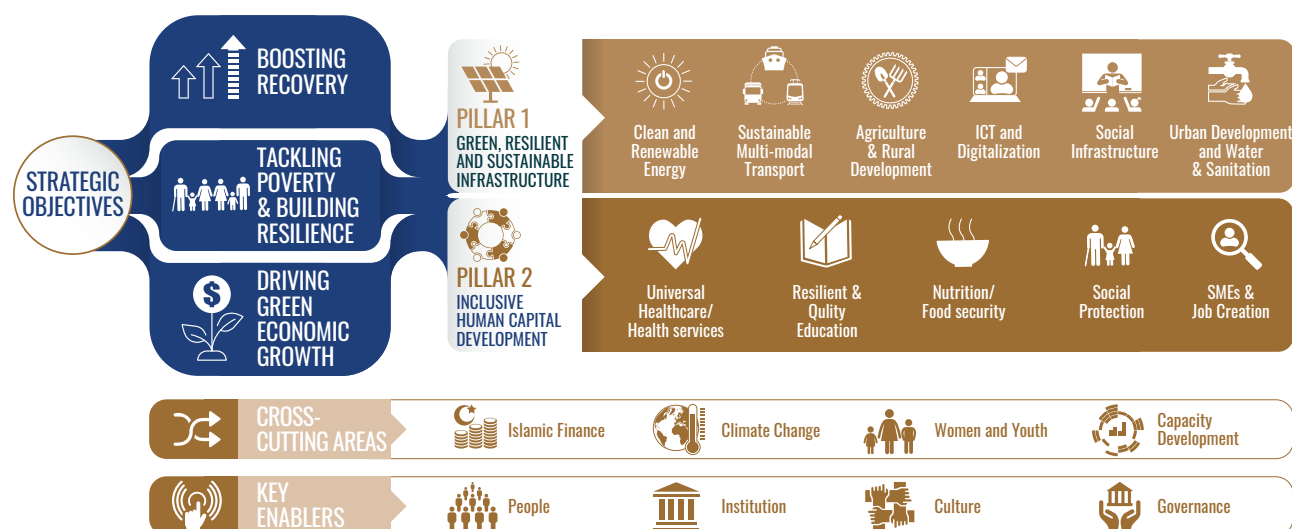 STRATEGIC
OBJECTIVES
BOOSTING
RECOVERY
TACKLING
POVERTY
& BUILDING
RESILIENCE
DRIVING
GREEN
ECONOMIC
GROWTH
$
PILLAR 1
GREEN, RESILIENT
AND SUSTAINABLE
INFRASTRUCTURE
Clean and
Renewable
Energy
Sustainable
Multi-modal
Transport
Agriculture
& Rural
Development
ICT and
Digitalization
Social
Infrastructure
Urban Development
and Water
& Sanitation
PILLAR 2
INCLUSIVE
HUMAN CAPITAL
DEVELOPMENT
Universal
Healthcare/
Health services
Resilient &
Qulity
Education
Nutrition/
Food security
Social
Protection
SMEs &
Job Creation
CROSS-
CUTTING AREAS
Islamic Finance
Climate Change
Women and Youth
Capacity
Development
KEY
ENABLERS
People
Institution
Culture
Governance